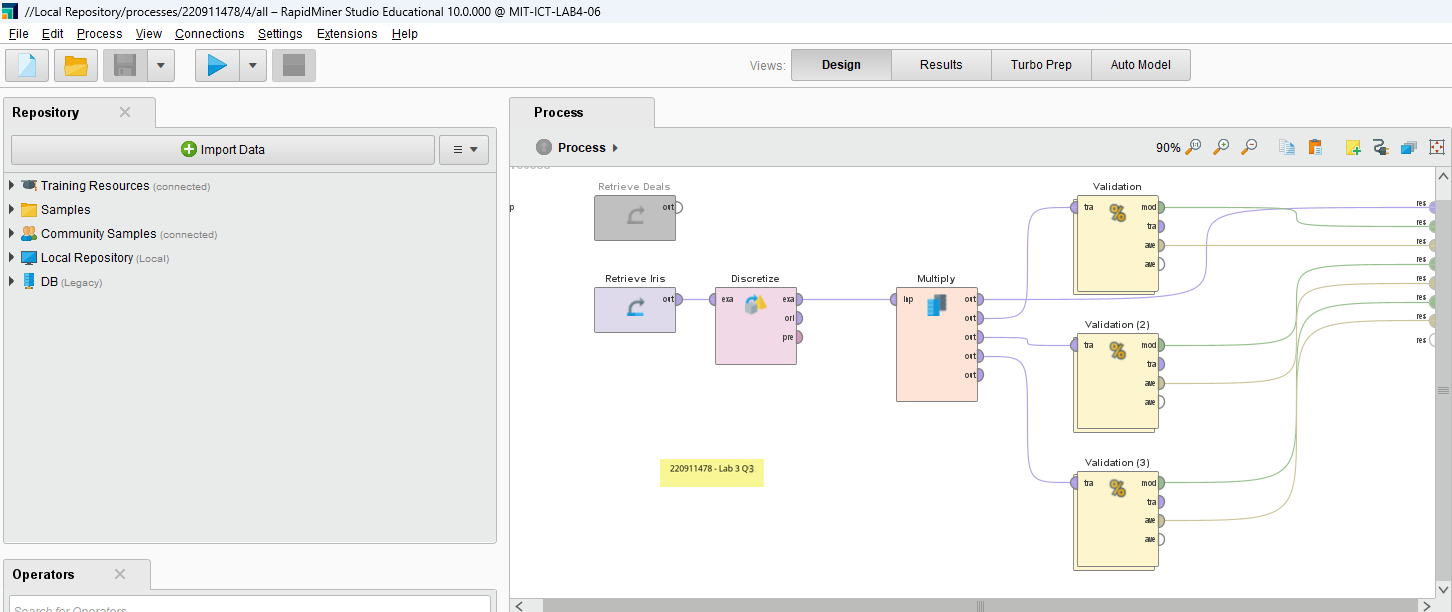 //Local Repository/processes/220911478/4/all – RapidMiner Studio Educational 10.0.000 @ MIT-ICT-LAB4-06
File Edit Process View Connections Settings Extensions Help
Views: Design Results Turbo Prep Auto Model
Repository
Import Data
Training Resources (connected)
Samples
Community Samples (connected)
Local Repository (Local)
DB (Legacy)
Operators
Search for Operators
Process
Process
90%
p
Retrieve Deals
out
Retrieve Iris
out
Discretize
exa exa
ori
pre
Multiply
inp out
out
out
out
out
Validation
tra mod
tra
ave
ave
Validation (2)
tra mod
tra
ave
ave
Validation (3)
tra mod
tra
ave
ave
res
res
res
res
res
res
res
res
220911478 - Lab 3 Q3